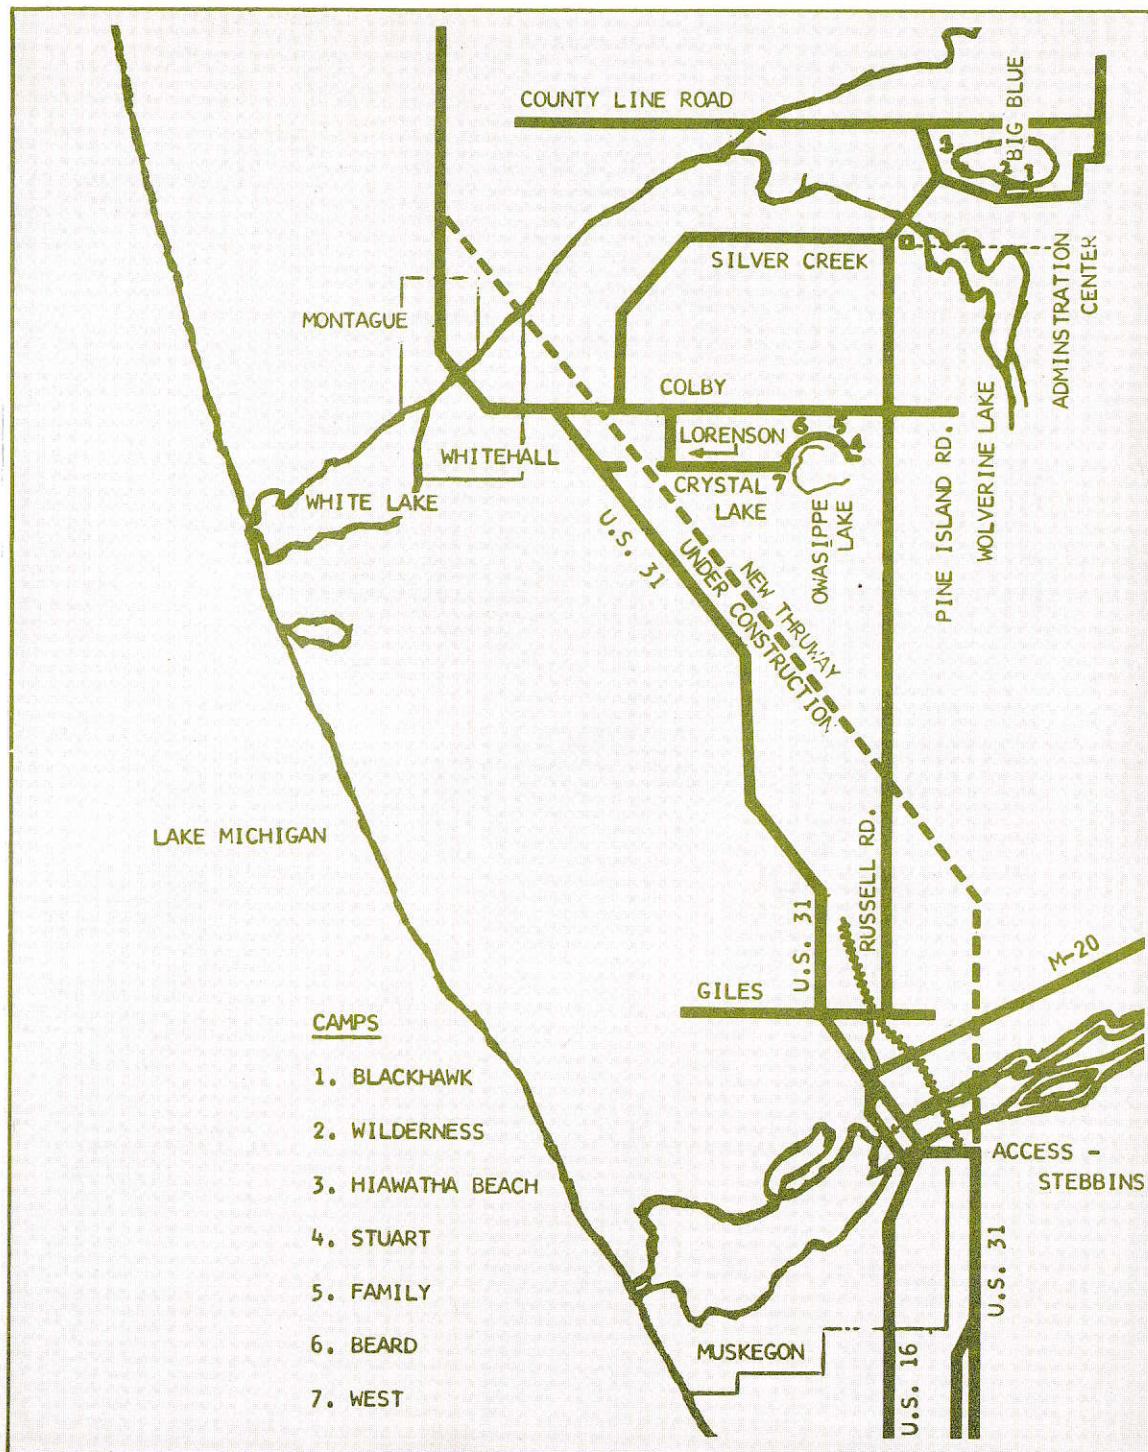 COUNTY LINE ROAD
BIG BLUE
3
2
1
SILVER CREEK
ADMINSTRATION
CENTER
MONTAGUE
COLBY
LORENSON
6
5
4
WHITEHALL
CRYSTAL
LAKE
7
OWASIPPE
LAKE
WOLVERINE LAKE
PINE ISLAND RD.
WHITE LAKE
U.S. 31
NEW THRUWAY
UNDER CONSTRUCTION
LAKE MICHIGAN
RUSSELL RD.
U.S. 31
M-20
GILES
CAMPS
1. BLACKHAWK
2. WILDERNESS
3. HIAWATHA BEACH
4. STUART
5. FAMILY
6. BEARD
7. WEST
ACCESS -
STEBBINS
U.S. 31
MUSKEGON
U.S. 16